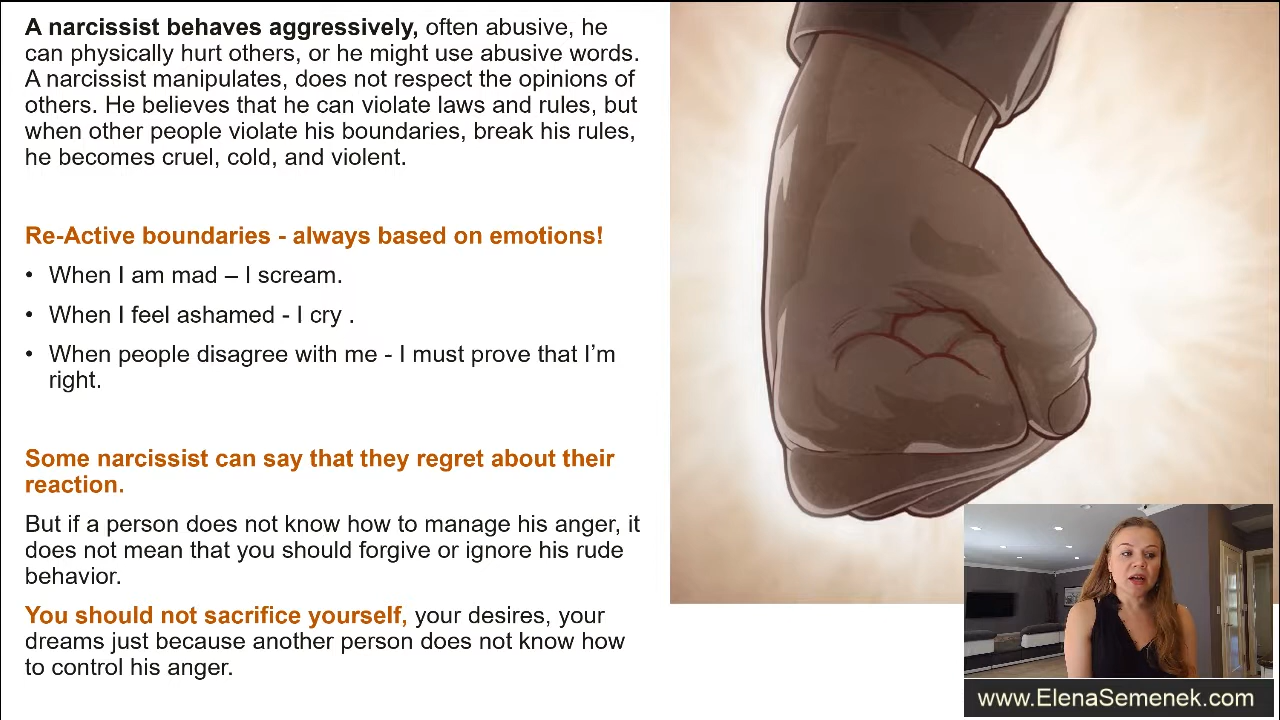 A narcissist behaves aggressively, often abusive, he
can physically hurt others, or he might use abusive words.
A narcissist manipulates, does not respect the opinions of
others. He believes that he can violate laws and rules, but
when other people violate his boundaries, break his rules,
he becomes cruel, cold, and violent.
Re-Active boundaries - always based on emotions!
• When I am mad – I scream.
• When I feel ashamed - I cry .
• When people disagree with me - I must prove that I’m
right.
Some narcissist can say that they regret about their
reaction.
But if a person does not know how to manage his anger, it
does not mean that you should forgive or ignore his rude
behavior.
You should not sacrifice yourself, your desires, your
dreams just because another person does not know how
to control his anger.
www.ElenaSemenek.com